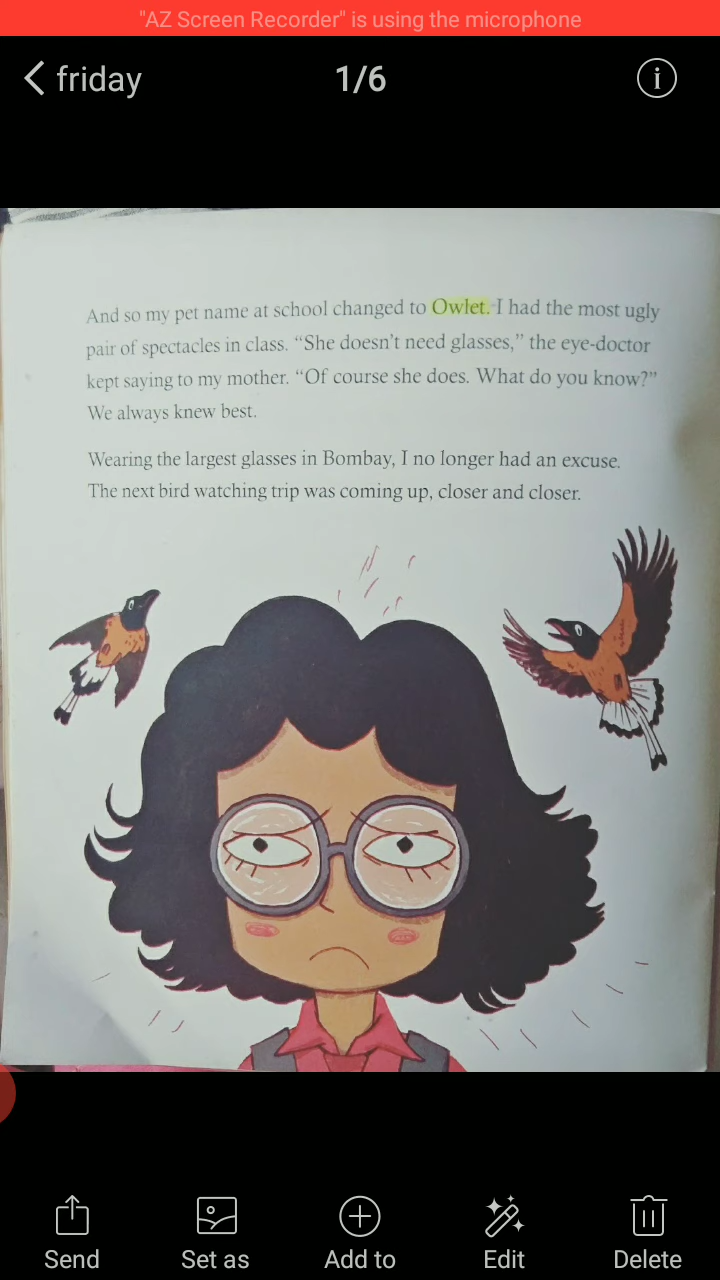 "AZ Screen Recorder" is using the microphone
friday
1/6
And so my pet name at school changed to Owlet. I had the most ugly
pair of spectacles in class. “She doesn’t need glasses,” the eye-doctor
kept saying to my mother. “Of course she does. What do you know?”
We always knew best.
Wearing the largest glasses in Bombay, I no longer had an excuse.
The next bird watching trip was coming up, closer and closer.
Send
Set as
Add to
Edit
Delete